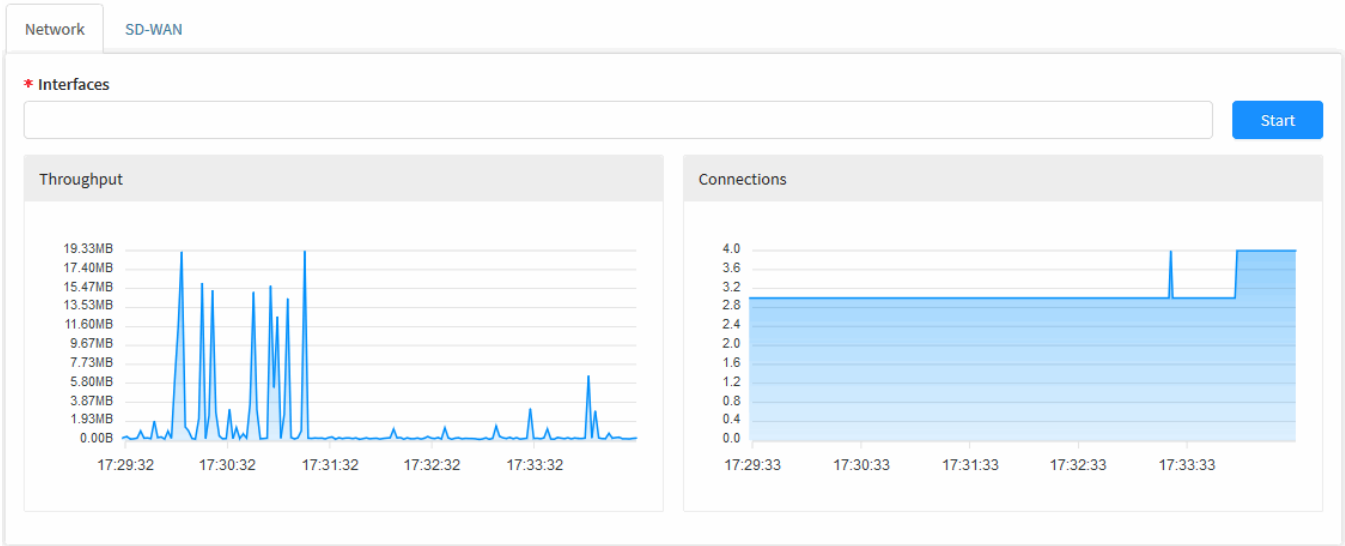 Network SD-WAN
* Interfaces
Start
Throughput
19.33MB
17.40MB
15.47MB
13.53MB
11.60MB
9.67MB
7.73MB
5.80MB
3.87MB
1.93MB
0.00B
17:29:32 17:30:32 17:31:32 17:32:32 17:33:32
Connections
4.0
3.6
3.2
2.8
2.4
2.0
1.6
1.2
0.8
0.4
0.0
17:29:33 17:30:33 17:31:33 17:32:33 17:33:33